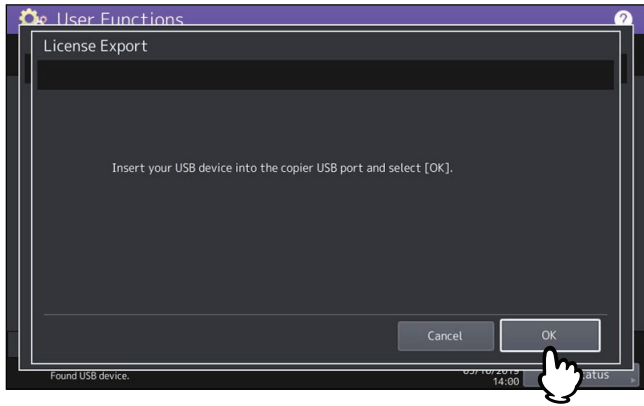 User Functions
?
License Export
Insert your USB device into the copier USB port and select [OK].
Cancel
OK
Found USB device.
14:00